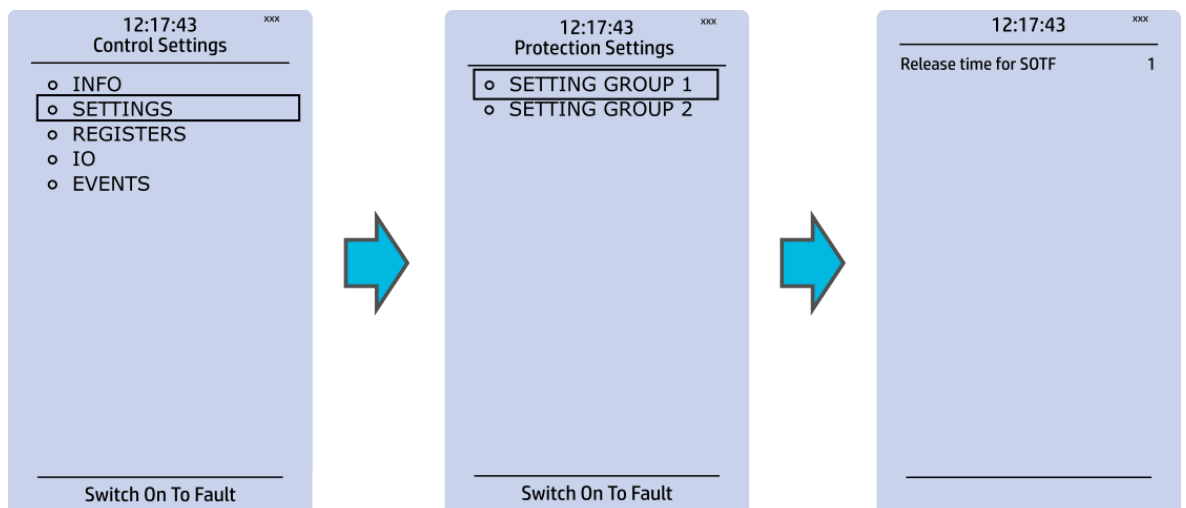 12:17:43 xxx
Control Settings
INFO
SETTINGS
REGISTERS
IO
EVENTS
Switch On To Fault
12:17:43 xxx
Protection Settings
SETTING GROUP 1
SETTING GROUP 2
Switch On To Fault
12:17:43 xxx
Release time for SOTF 1